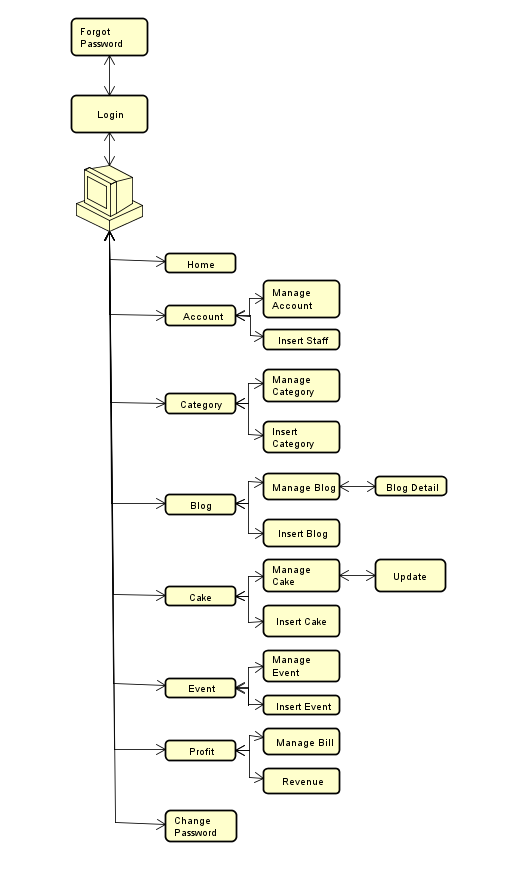 Forgot
Password
Login
Home
Manage
Account
Account
Insert Staff
Manage
Category
Category
Insert
Category
Manage Blog
Blog Detail
Blog
Insert Blog
Manage
Cake
Update
Cake
Insert Cake
Manage
Event
Event
Insert Event
Manage Bill
Profit
Revenue
Change
Password